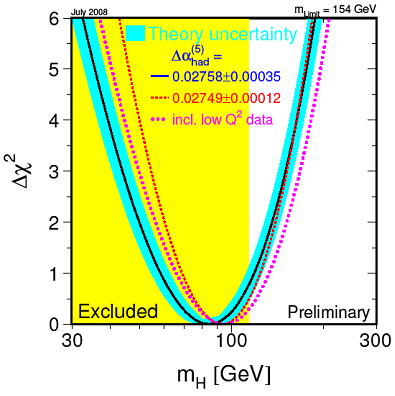 July 2008 m_Limit = 154 GeV
Theory uncertainty
Δα_had^(5) =
0.02758±0.00035
0.02749±0.00012
incl. low Q² data
6
5
4
3
2
1
0
Δχ²
Excluded Preliminary
30 100 300
m_H [GeV]